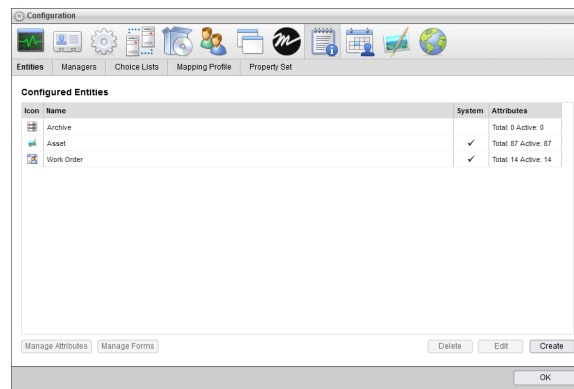 Configuration
Entities Managers Choice Lists Mapping Profile Property Set
Configured Entities
Icon Name System Attributes
Archive Total: 0 Active: 0
Asset ✓ Total: 87 Active: 87
Work Order ✓ Total: 14 Active: 14
Manage Attributes Manage Forms Delete Edit Create
OK